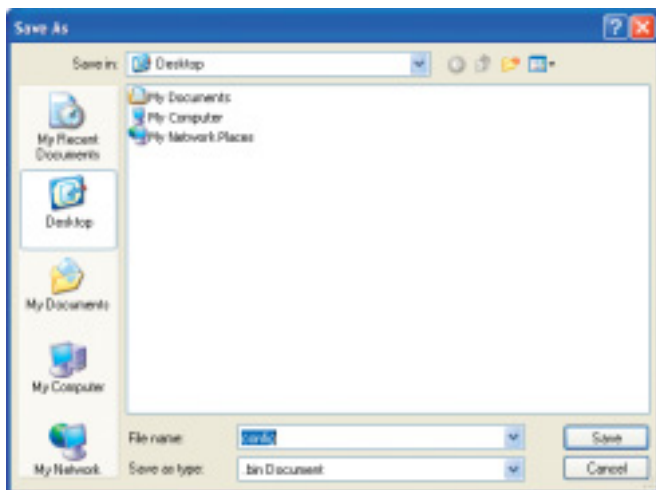 Save As
Save in: Desktop
My Documents
My Computer
My Network Places
My Recent
Documents
Desktop
My Documents
My Computer
My Network
File name: config
Save as type: .bin Document
Save
Cancel